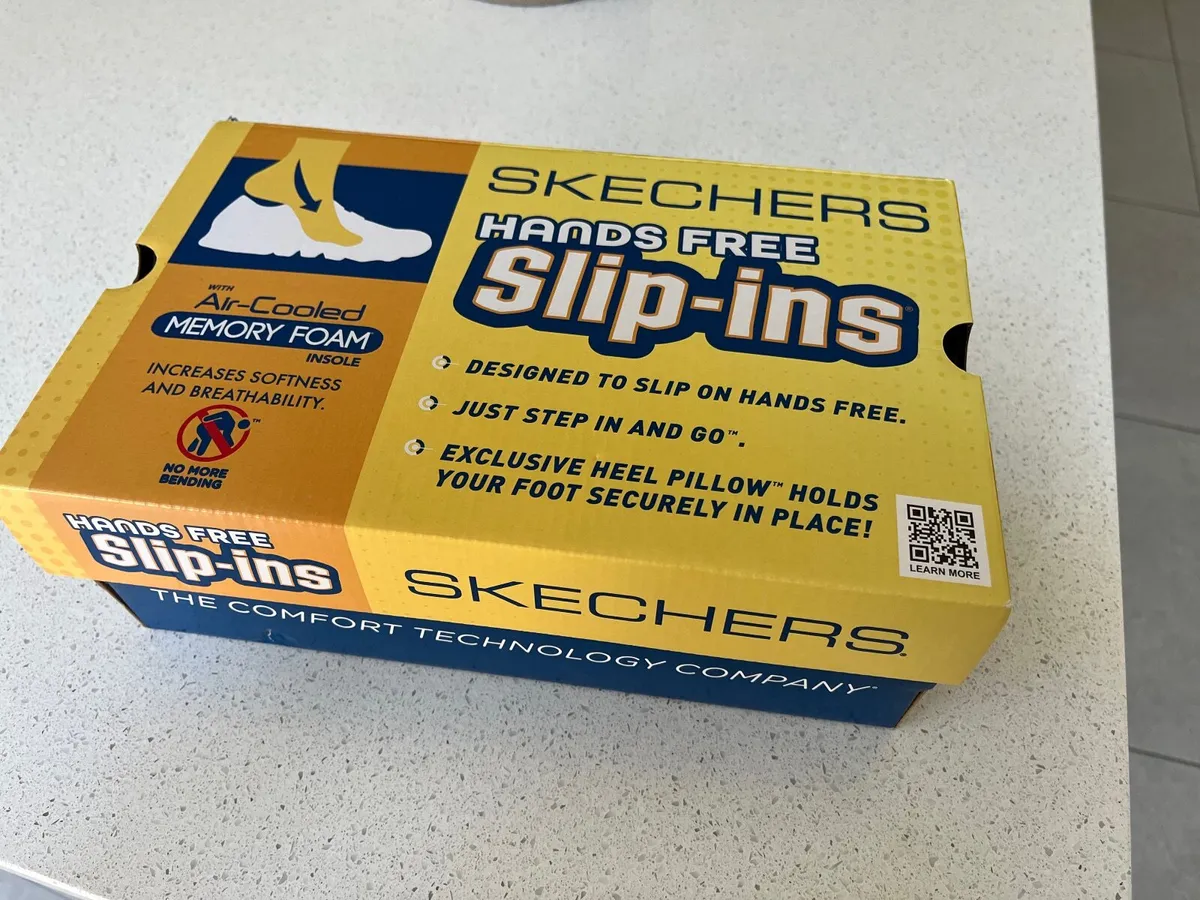 SKECHERS
HANDS FREE
Slip-ins®
WITH
Air-Cooled
MEMORY FOAM
INSOLE
INCREASES SOFTNESS
AND BREATHABILITY.
NO MORE
BENDING
™
DESIGNED TO SLIP ON HANDS FREE.
JUST STEP IN AND GO™.
EXCLUSIVE HEEL PILLOW™ HOLDS
YOUR FOOT SECURELY IN PLACE!
LEARN MORE
HANDS FREE
Slip-ins
SKECHERS.
THE COMFORT TECHNOLOGY COMPANY